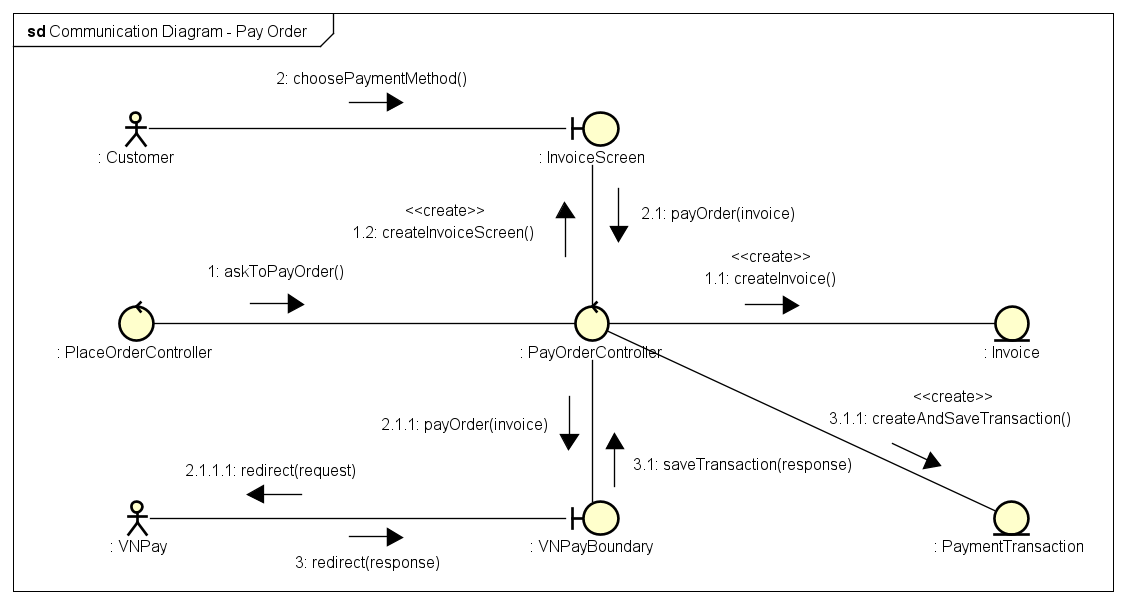 sd Communication Diagram - Pay Order
2: choosePaymentMethod()
: Customer
: InvoiceScreen
<<create>>
1.2: createInvoiceScreen()
2.1: payOrder(invoice)
1: askToPayOrder()
<<create>>
1.1: createInvoice()
: PlaceOrderController
: PayOrderController
: Invoice
<<create>>
3.1.1: createAndSaveTransaction()
2.1.1: payOrder(invoice)
2.1.1.1: redirect(request)
3.1: saveTransaction(response)
: VNPay
3: redirect(response)
: VNPayBoundary
: PaymentTransaction